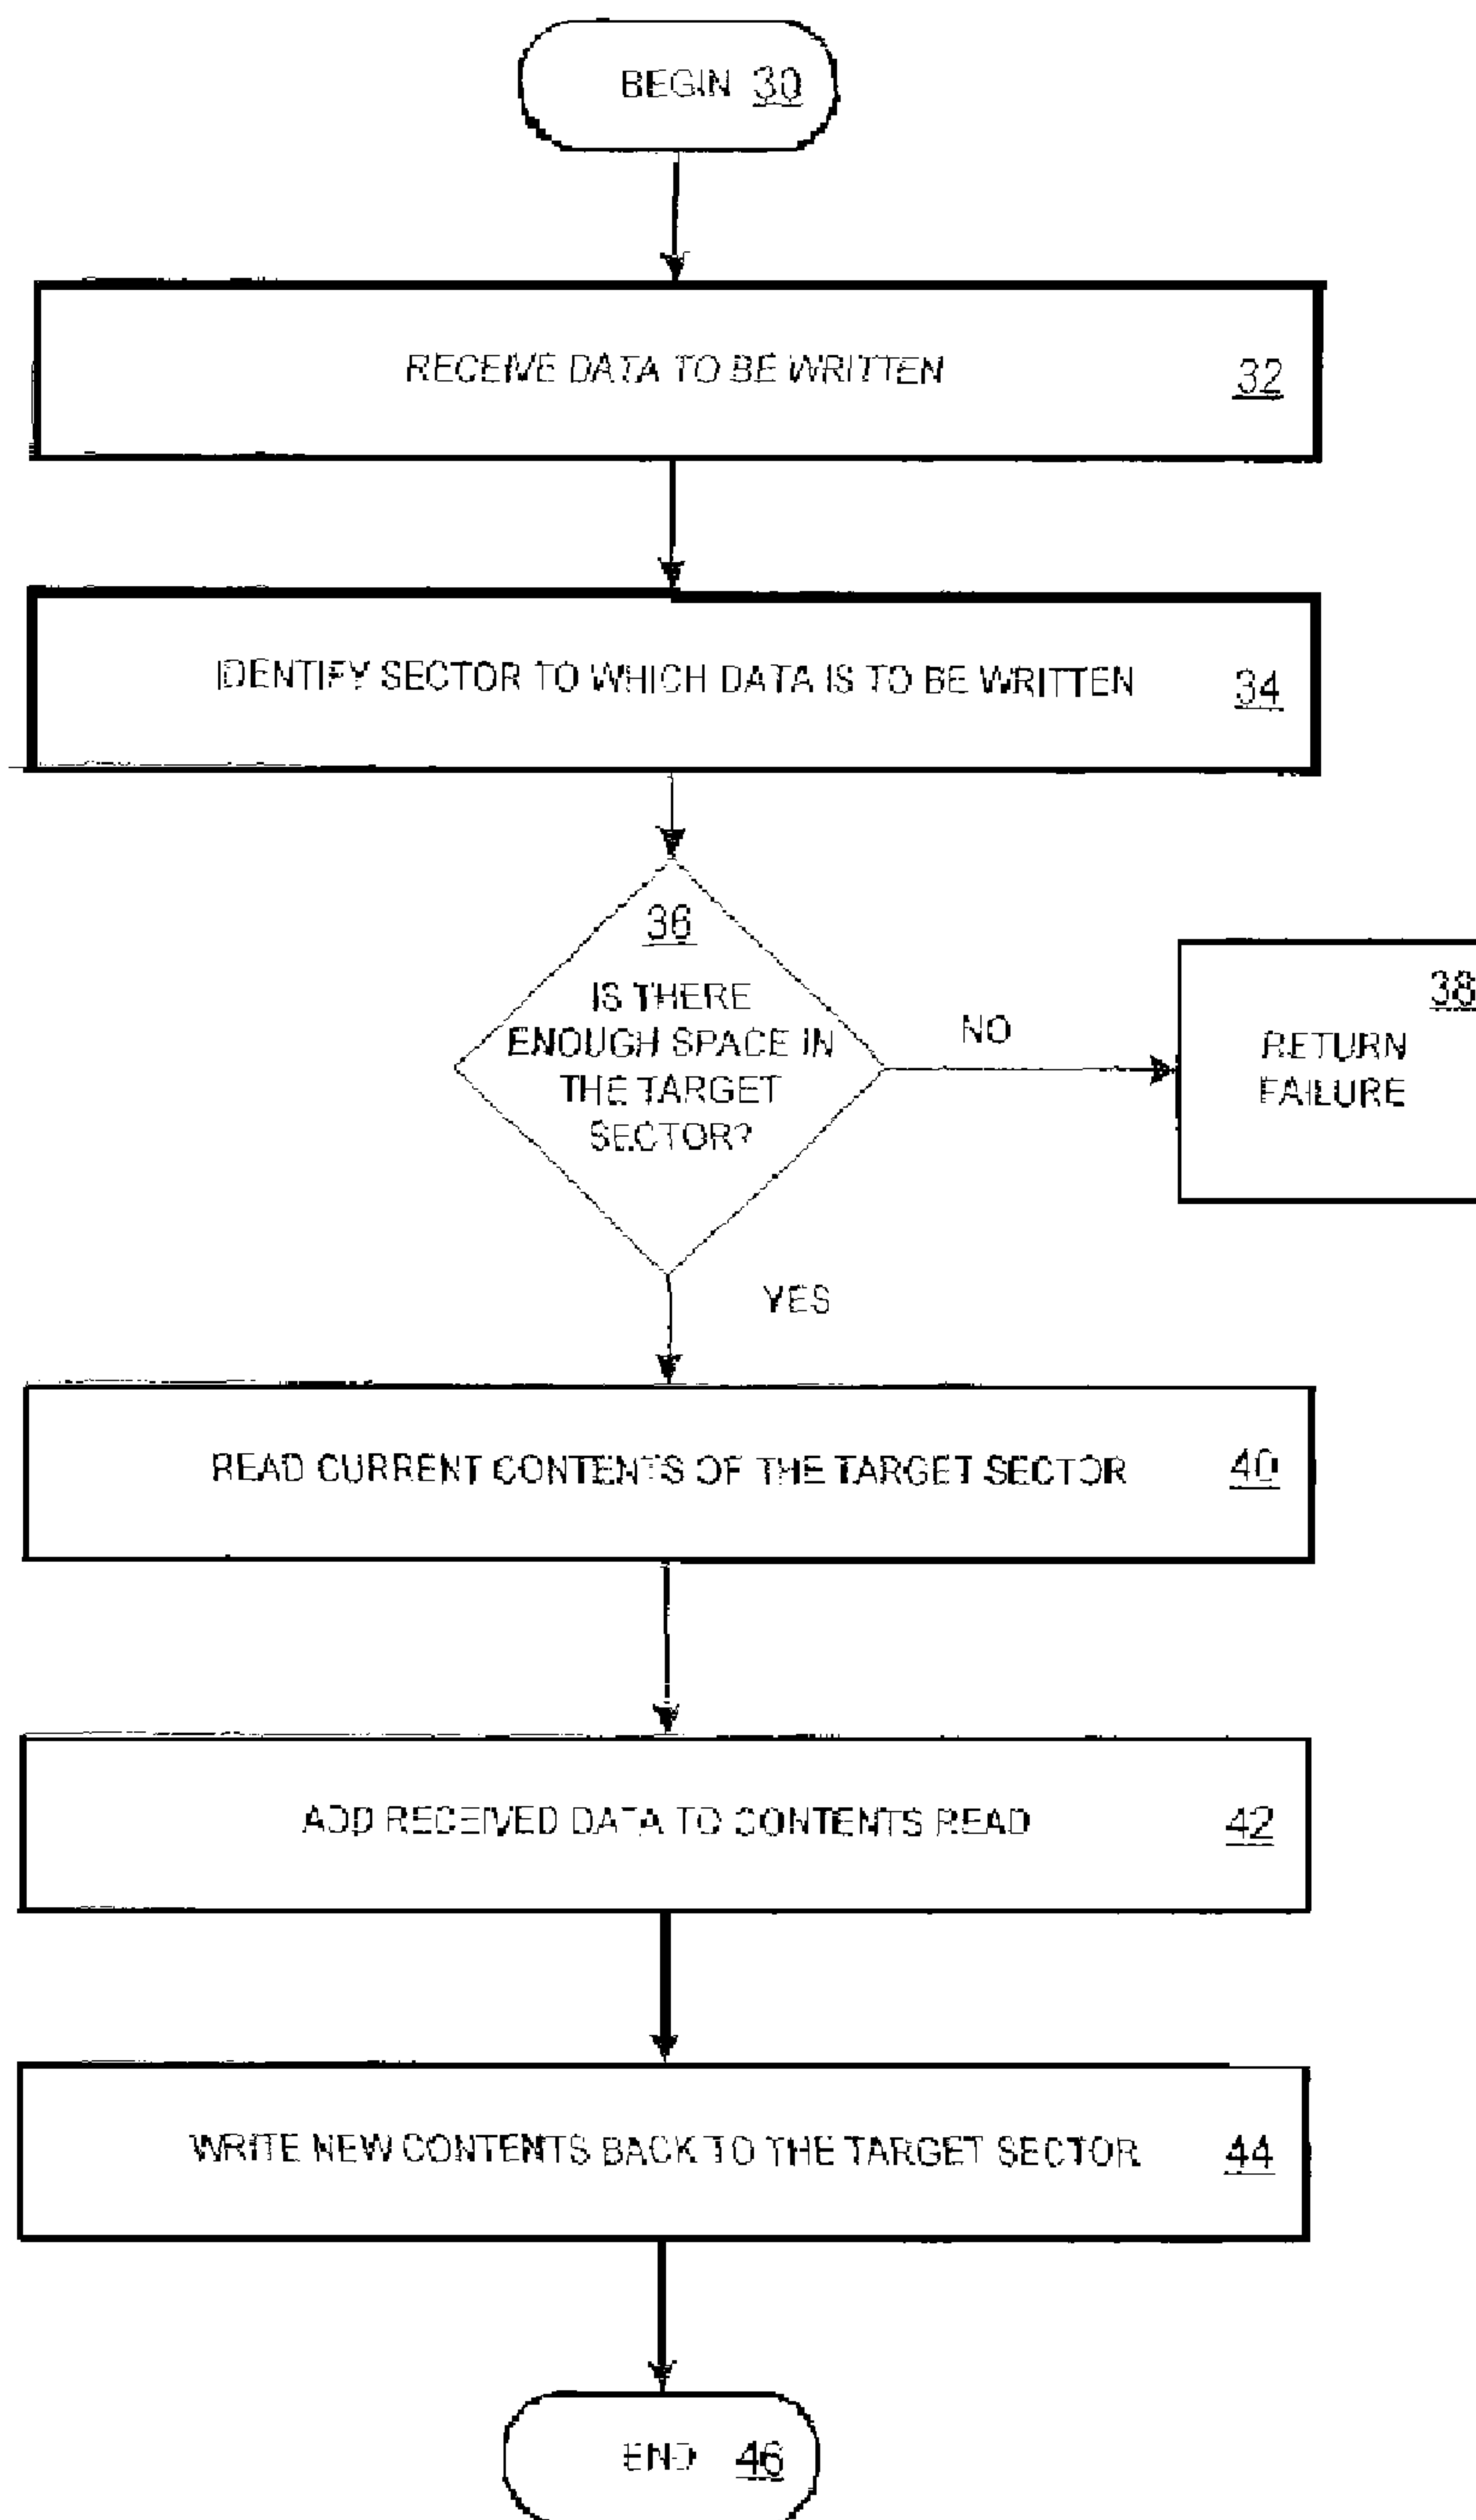 BEGIN 30
RECEIVE DATA TO BE WRITTEN 32
IDENTIFY SECTOR TO WHICH DATA IS TO BE WRITTEN 34
36
IS THERE
ENOUGH SPACE IN
THE TARGET
SECTOR?
NO
38
RETURN
FAILURE
YES
READ CURRENT CONTENTS OF THE TARGET SECTOR 40
ADD RECEIVED DATA TO CONTENTS READ 42
WRITE NEW CONTENTS BACK TO THE TARGET SECTOR 44
END 46